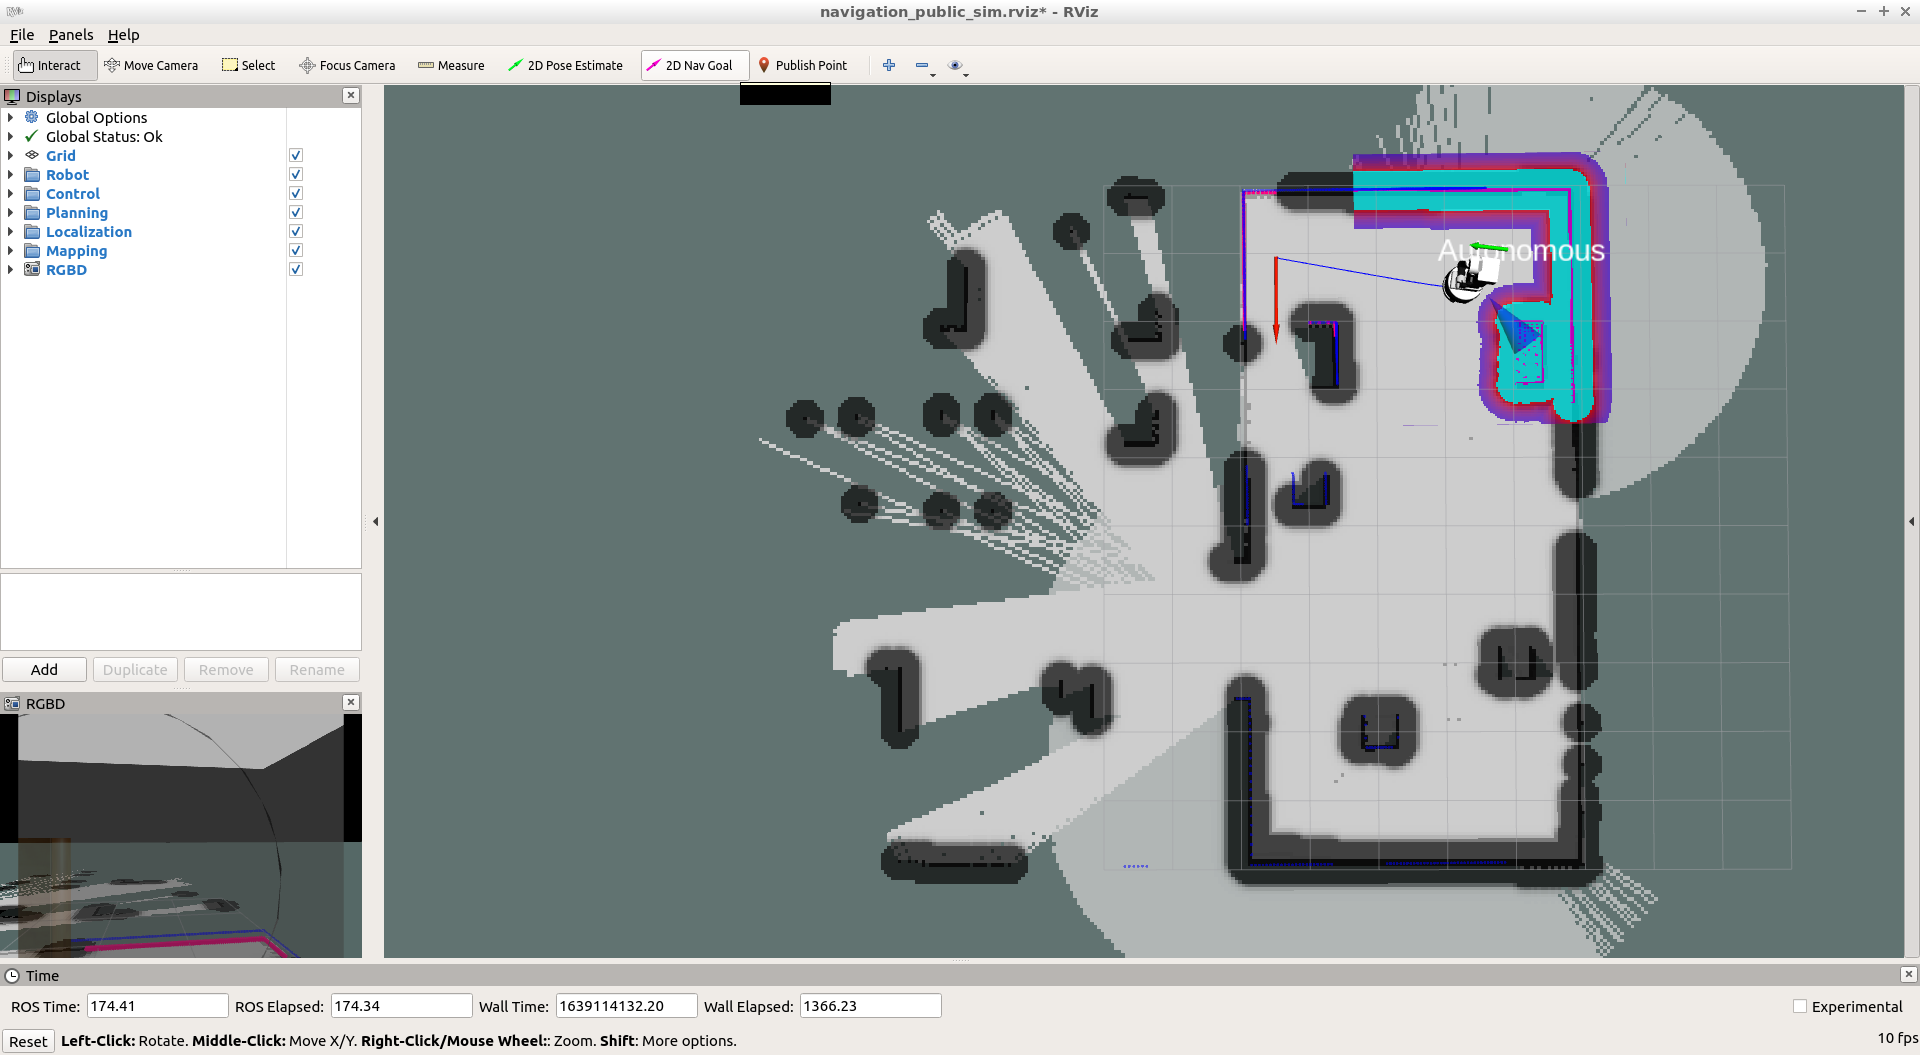 navigation_public_sim.rviz* - RViz
File Panels Help
Interact Move Camera Select Focus Camera Measure 2D Pose Estimate 2D Nav Goal Publish Point
Displays
Global Options
Global Status: Ok
Grid
Robot
Control
Planning
Localization
Mapping
RGBD
Add Duplicate Remove Rename
RGBD
Autonomous
Time
ROS Time: 174.41 ROS Elapsed: 174.34 Wall Time: 1639114132.20 Wall Elapsed: 1366.23 Experimental
Reset Left-Click: Rotate. Middle-Click: Move X/Y. Right-Click/Mouse Wheel:: Zoom. Shift: More options. 10 fps